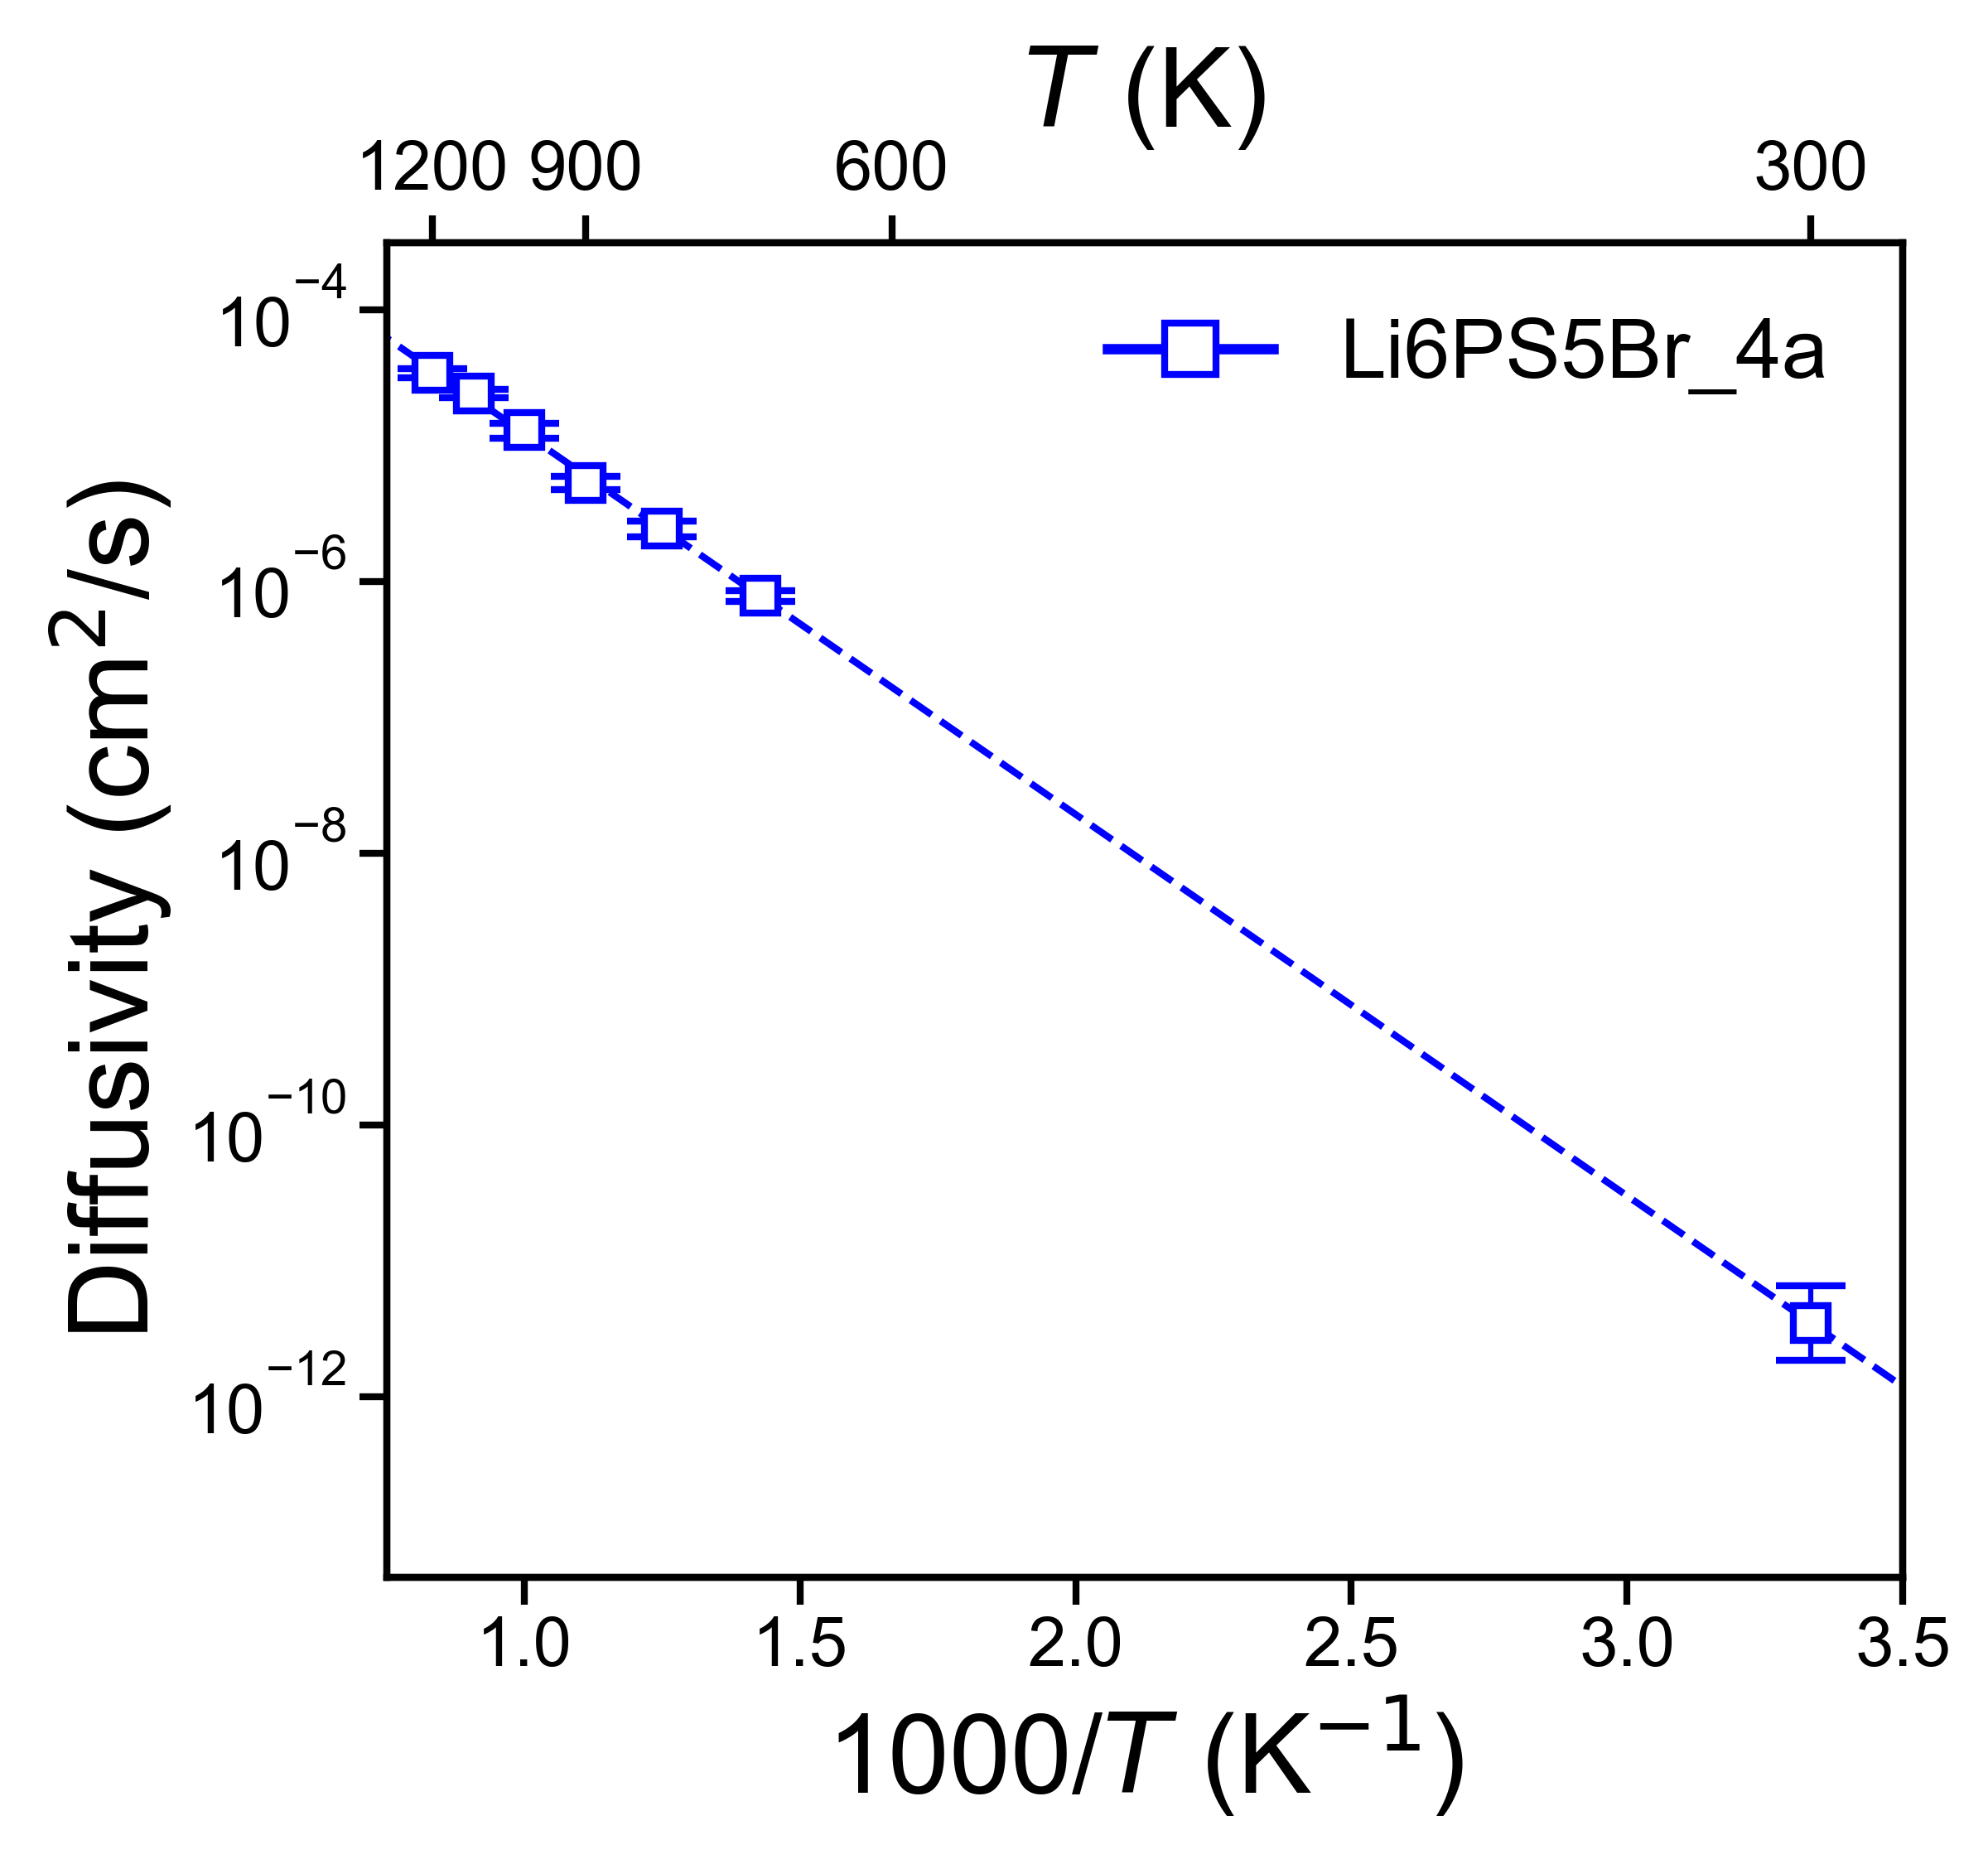 T (K)
1200 900 600 300
Li6PS5Br_4a
Diffusivity (cm²/s)
10⁻⁴
10⁻⁶
10⁻⁸
10⁻¹⁰
10⁻¹²
1.0 1.5 2.0 2.5 3.0 3.5
1000/T (K⁻¹)